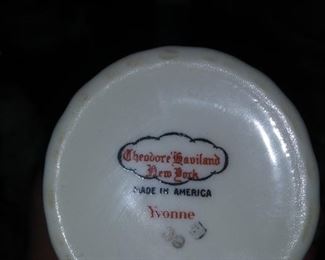 Theodore Haviland
New York
MADE IN AMERICA
Yvonne